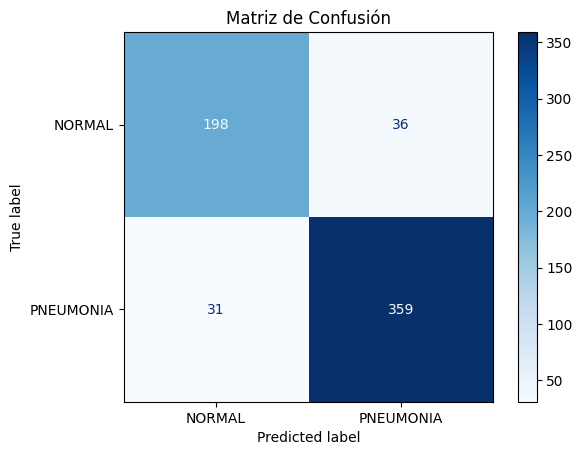 Matriz de Confusión
True label
NORMAL
198
36
PNEUMONIA
31
359
NORMAL
PNEUMONIA
Predicted label
350
300
250
200
150
100
50